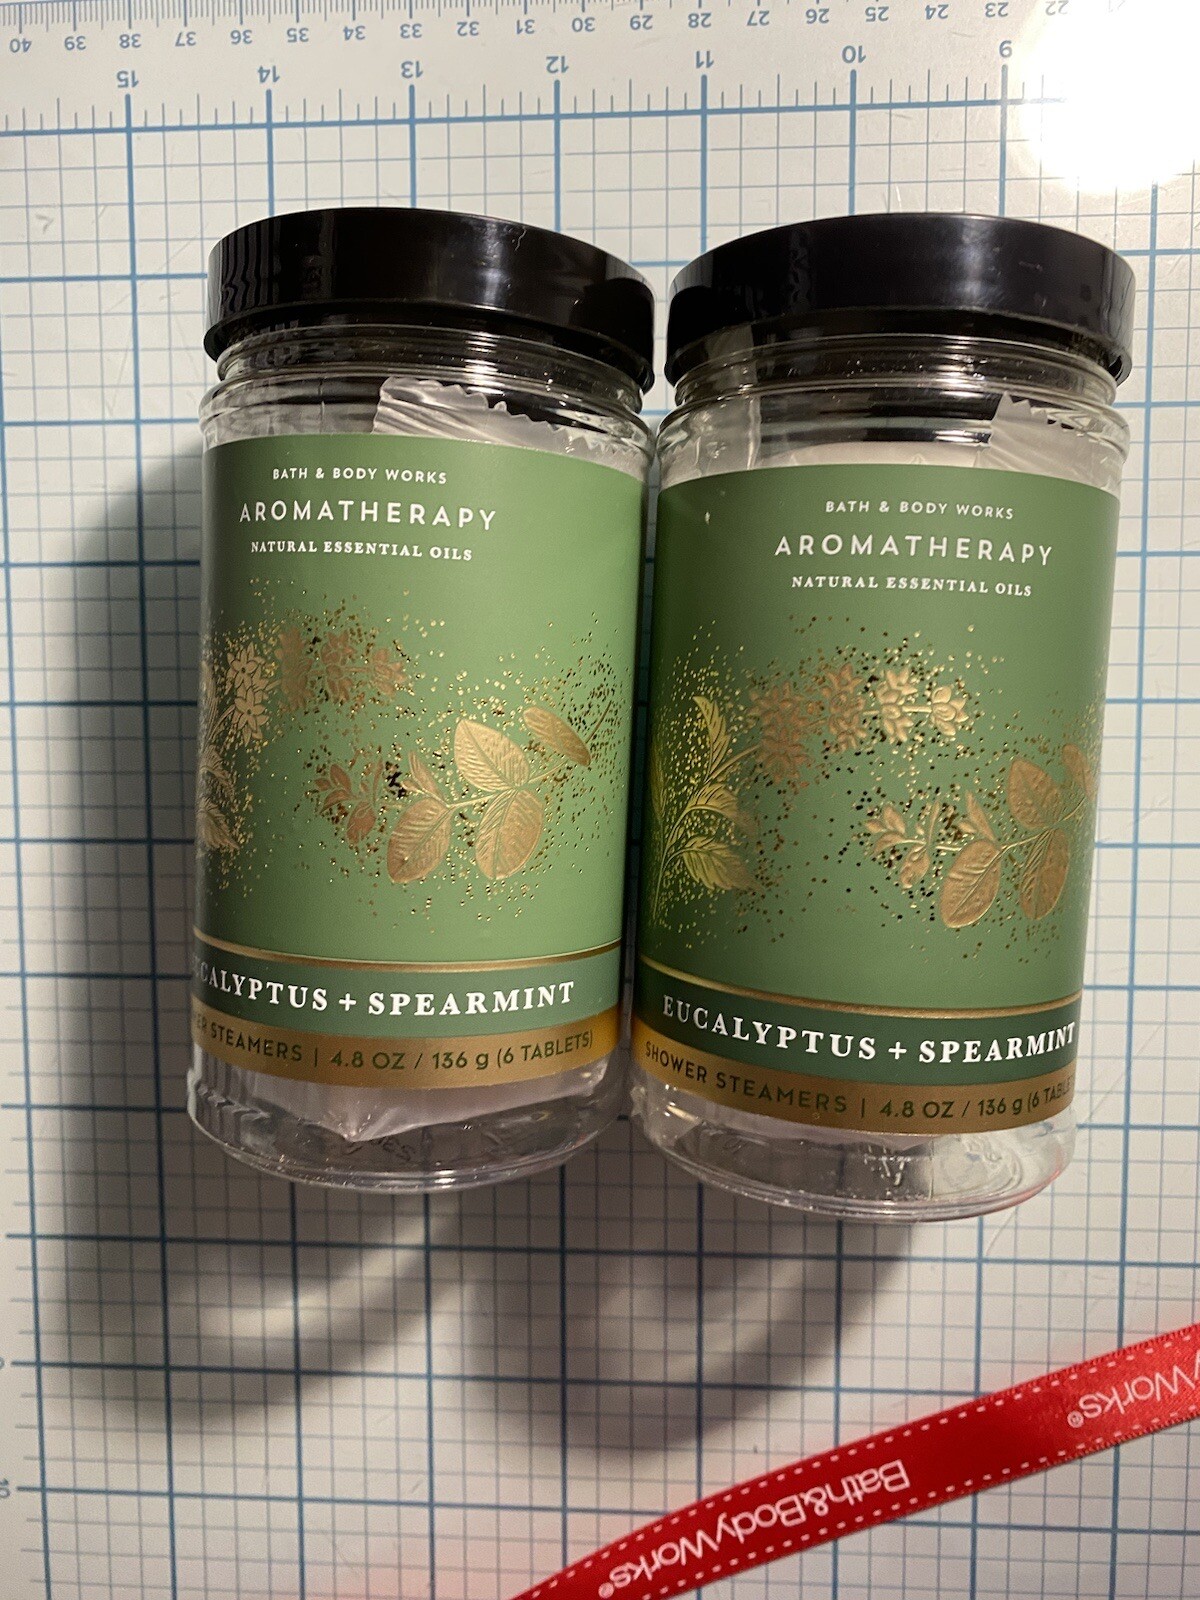 40 39 38 37 36 35 34 33 32 31 30 29 28 27 26 25 24 23 22
15 14 13 12 11 10 9
BATH & BODY WORKS
AROMATHERAPY
NATURAL ESSENTIAL OILS
CALYPTUS + SPEARMINT
ER STEAMERS | 4.8 OZ / 136 g (6 TABLETS)
BATH & BODY WORKS
AROMATHERAPY
NATURAL ESSENTIAL OILS
EUCALYPTUS + SPEARMINT
SHOWER STEAMERS | 4.8 OZ / 136 g (6 TABLE
Works®
Bath&BodyWorks®
9
10